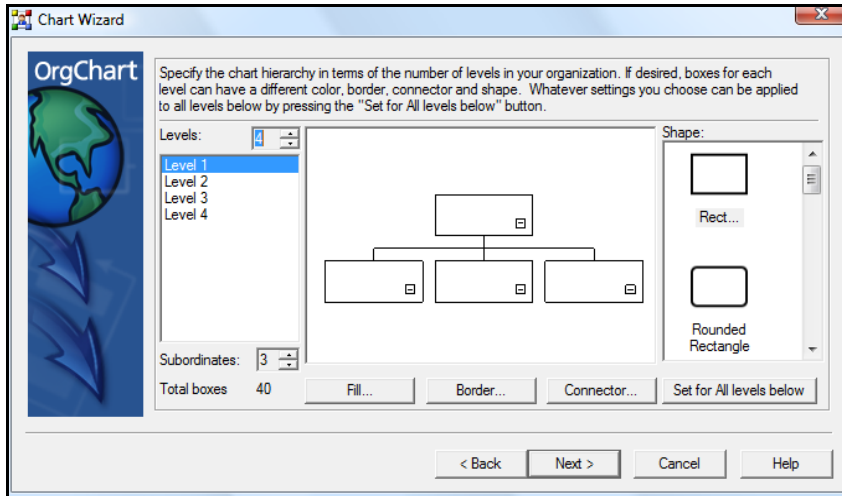 Chart Wizard
OrgChart
Specify the chart hierarchy in terms of the number of levels in your organization. If desired, boxes for each
level can have a different color, border, connector and shape. Whatever settings you choose can be applied
to all levels below by pressing the "Set for All levels below" button.
Levels: 4
Shape:
Level 1
Level 2
Level 3
Level 4
Rect...
Rounded
Rectangle
Subordinates: 3
Total boxes 40
Fill...
Border...
Connector...
Set for All levels below
< Back
Next >
Cancel
Help